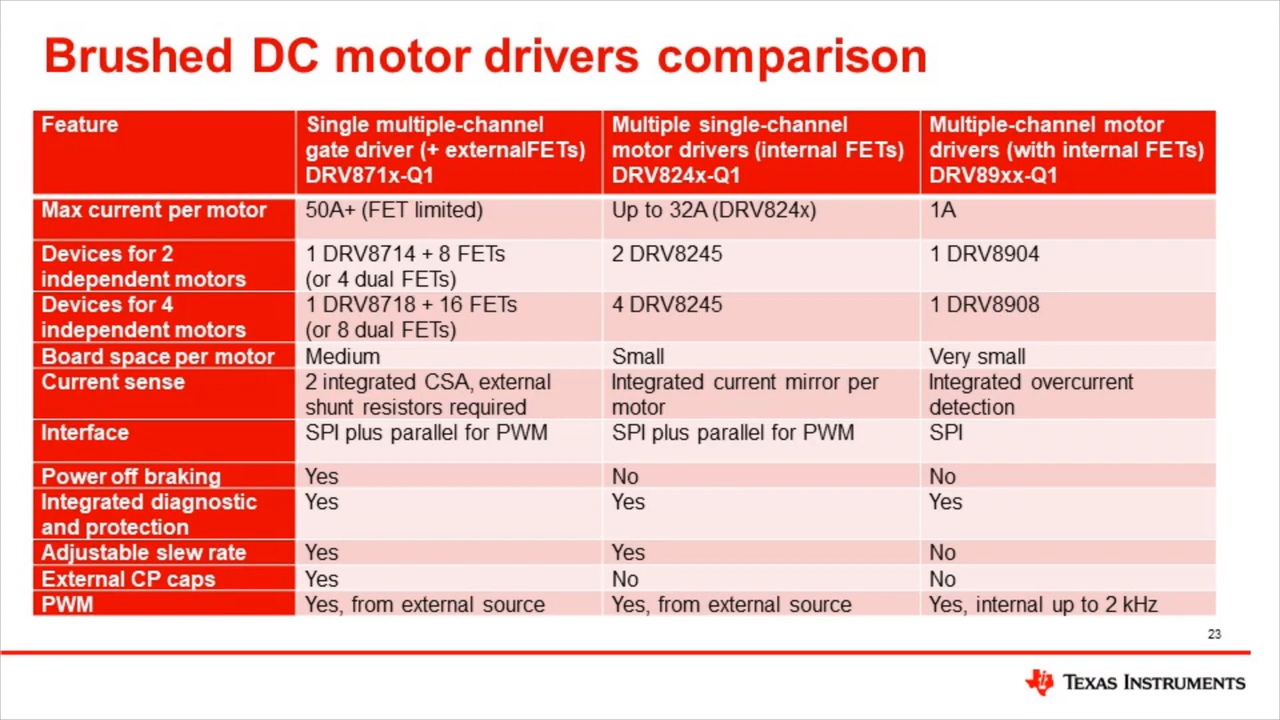 Brushed DC motor drivers comparison
Feature
Single multiple-channel
gate driver (+ externalFETs)
DRV871x-Q1
Multiple single-channel
motor drivers (internal FETs)
DRV824x-Q1
Multiple-channel motor
drivers (with internal FETs)
DRV89xx-Q1
Max current per motor
50A+ (FET limited)
Up to 32A (DRV824x)
1A
Devices for 2
independent motors
1 DRV8714 + 8 FETs
(or 4 dual FETs)
2 DRV8245
1 DRV8904
Devices for 4
independent motors
1 DRV8718 + 16 FETs
(or 8 dual FETs)
4 DRV8245
1 DRV8908
Board space per motor
Medium
Small
Very small
Current sense
2 integrated CSA, external
shunt resistors required
Integrated current mirror per
motor
Integrated overcurrent
detection
Interface
SPI plus parallel for PWM
SPI plus parallel for PWM
SPI
Power off braking
Yes
No
No
Integrated diagnostic
and protection
Yes
Yes
Yes
Adjustable slew rate
Yes
Yes
No
External CP caps
Yes
No
No
PWM
Yes, from external source
Yes, from external source
Yes, internal up to 2 kHz
23
TEXAS INSTRUMENTS